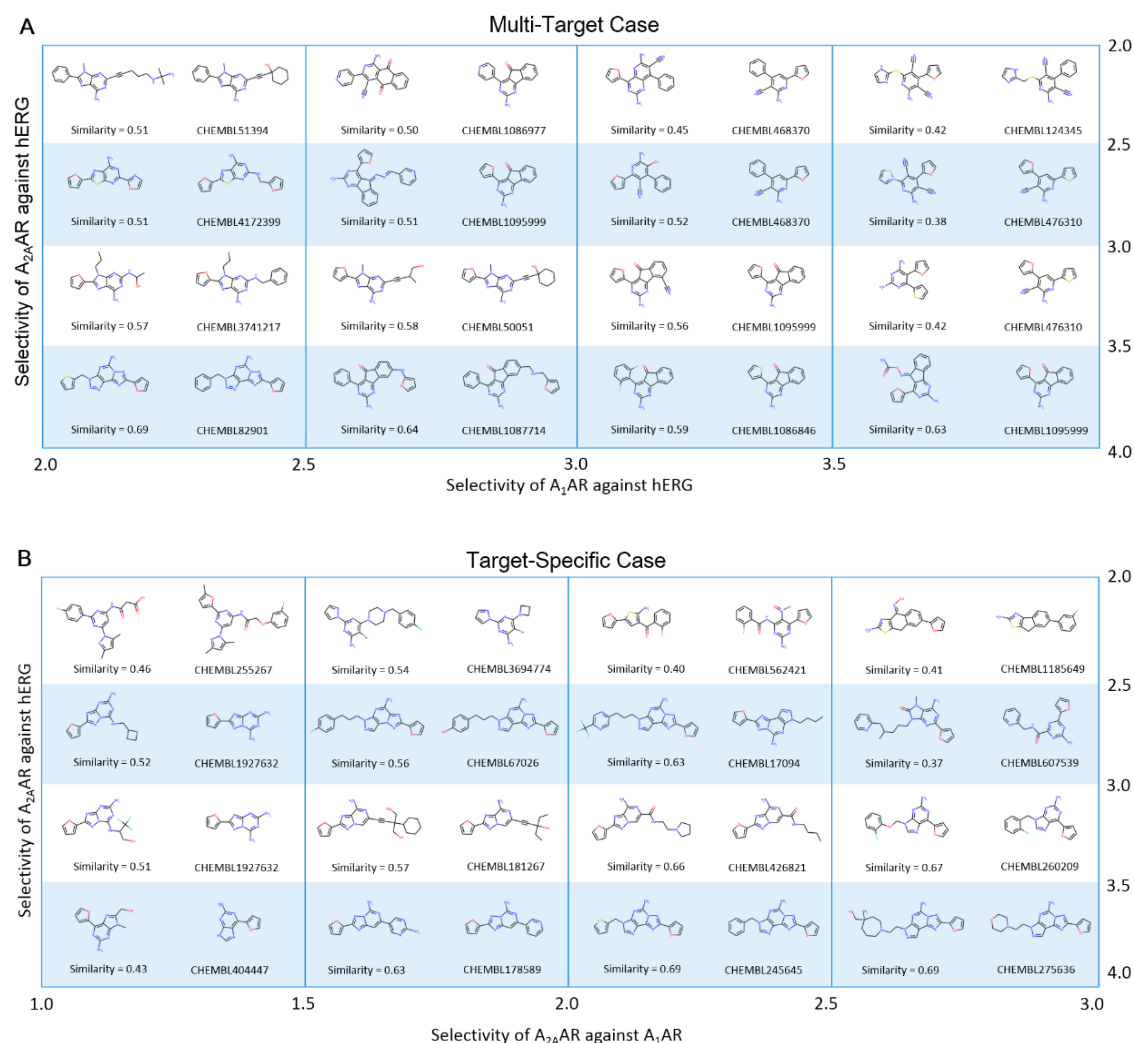 A
Multi-Target Case
2.0
Similarity = 0.51 CHEMBL51394 Similarity = 0.50 CHEMBL1086977 Similarity = 0.45 CHEMBL468370 Similarity = 0.42 CHEMBL124345
2.5
Similarity = 0.51 CHEMBL4172399 Similarity = 0.51 CHEMBL1095999 Similarity = 0.52 CHEMBL468370 Similarity = 0.38 CHEMBL476310
3.0
Similarity = 0.57 CHEMBL3741217 Similarity = 0.58 CHEMBL50051 Similarity = 0.56 CHEMBL1095999 Similarity = 0.42 CHEMBL476310
3.5
Similarity = 0.69 CHEMBL82901 Similarity = 0.64 CHEMBL1087714 Similarity = 0.59 CHEMBL1086846 Similarity = 0.63 CHEMBL1095999
4.0
Selectivity of A2AAR against hERG
2.0 2.5 3.0 3.5
Selectivity of A1AR against hERG
B
Target-Specific Case
2.0
Similarity = 0.46 CHEMBL255267 Similarity = 0.54 CHEMBL3694774 Similarity = 0.40 CHEMBL562421 Similarity = 0.41 CHEMBL1185649
2.5
Similarity = 0.52 CHEMBL1927632 Similarity = 0.56 CHEMBL67026 Similarity = 0.63 CHEMBL17094 Similarity = 0.37 CHEMBL607539
3.0
Similarity = 0.51 CHEMBL1927632 Similarity = 0.57 CHEMBL181267 Similarity = 0.66 CHEMBL426821 Similarity = 0.67 CHEMBL260209
3.5
Similarity = 0.43 CHEMBL404447 Similarity = 0.63 CHEMBL178589 Similarity = 0.69 CHEMBL245645 Similarity = 0.69 CHEMBL275636
4.0
Selectivity of A2AAR against hERG
1.0 1.5 2.0 2.5 3.0
Selectivity of A2AAR against A1AR